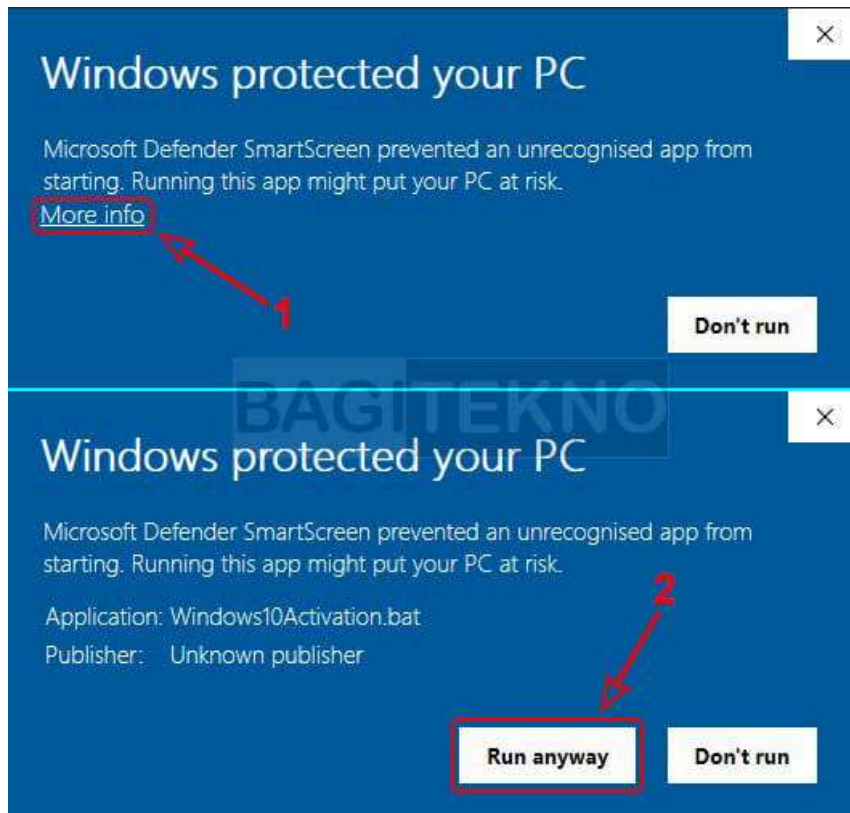 Windows protected your PC
Microsoft Defender SmartScreen prevented an unrecognised app from
starting. Running this app might put your PC at risk.
More info
1
Don't run
BAGITEKNO
Windows protected your PC
Microsoft Defender SmartScreen prevented an unrecognised app from
starting. Running this app might put your PC at risk.
2
Application: Windows10Activation.bat
Publisher: Unknown publisher
Run anyway Don't run